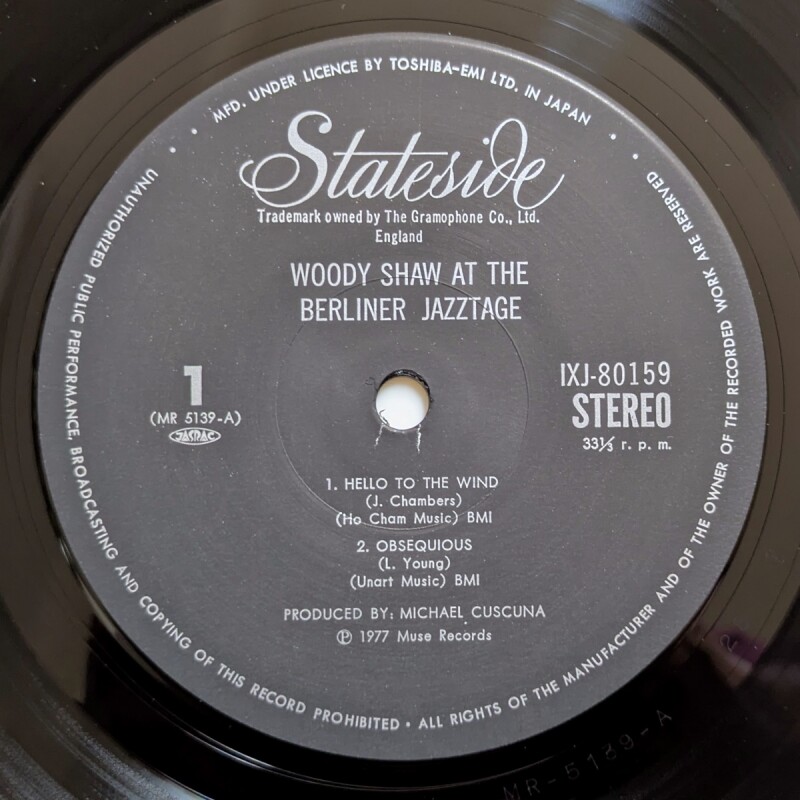 MFD. UNDER LICENCE BY TOSHIBA-EMI LTD. IN JAPAN
Stateside
Trademark owned by The Gramophone Co., Ltd.
England
WOODY SHAW AT THE
BERLINER JAZZTAGE
1
(MR 5139-A)
JASRAC
IXJ-80159
STEREO
33⅓ r. p. m.
1. HELLO TO THE WIND
(J. Chambers)
(Ho Cham Music) BMI
2. OBSEQUIOUS
(L. Young)
(Unart Music) BMI
PRODUCED BY: MICHAEL CUSCUNA
℗ 1977 Muse Records
UNAUTHORIZED PUBLIC PERFORMANCE, BROADCASTING AND COPYING OF THIS RECORD PROHIBITED • ALL RIGHTS OF THE MANUFACTURER AND OF THE OWNER OF THE RECORDED WORK ARE RESERVED
MR-5139-A